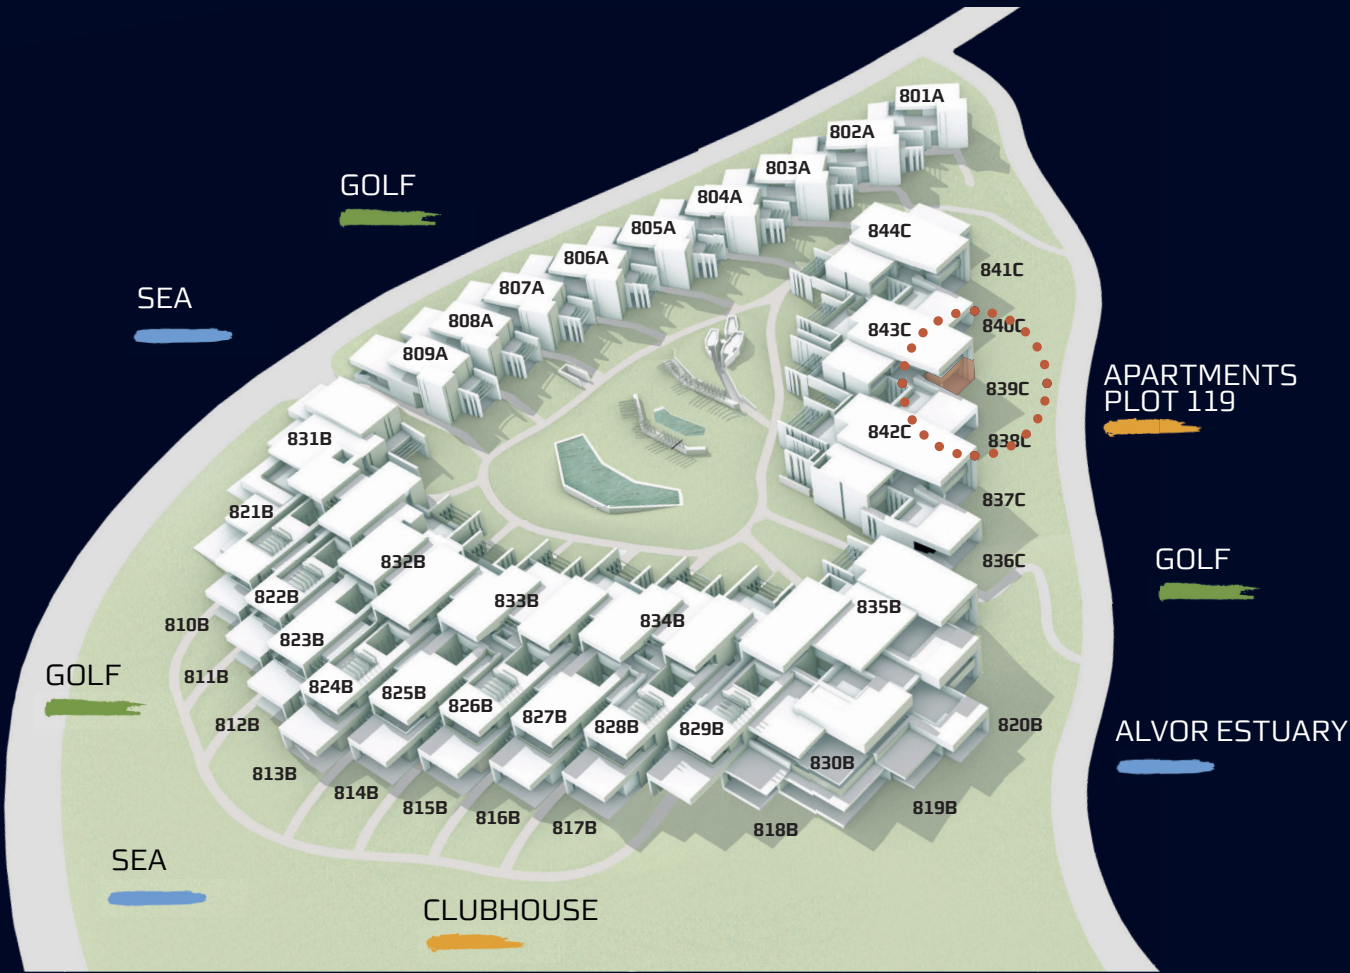 801A
802A
803A
GOLF
804A
805A
844C
806A
841C
807A
SEA
808A
843C
840C
809A
APARTMENTS
PLOT 119
839C
831B
842C
838C
837C
821B
832B
836C
GOLF
822B
833B
835B
834B
810B
823B
GOLF
811B
824B
825B
826B
827B
812B
828B
829B
820B
ALVOR ESTUARY
830B
813B
814B
815B
819B
816B
817B
818B
SEA
CLUBHOUSE